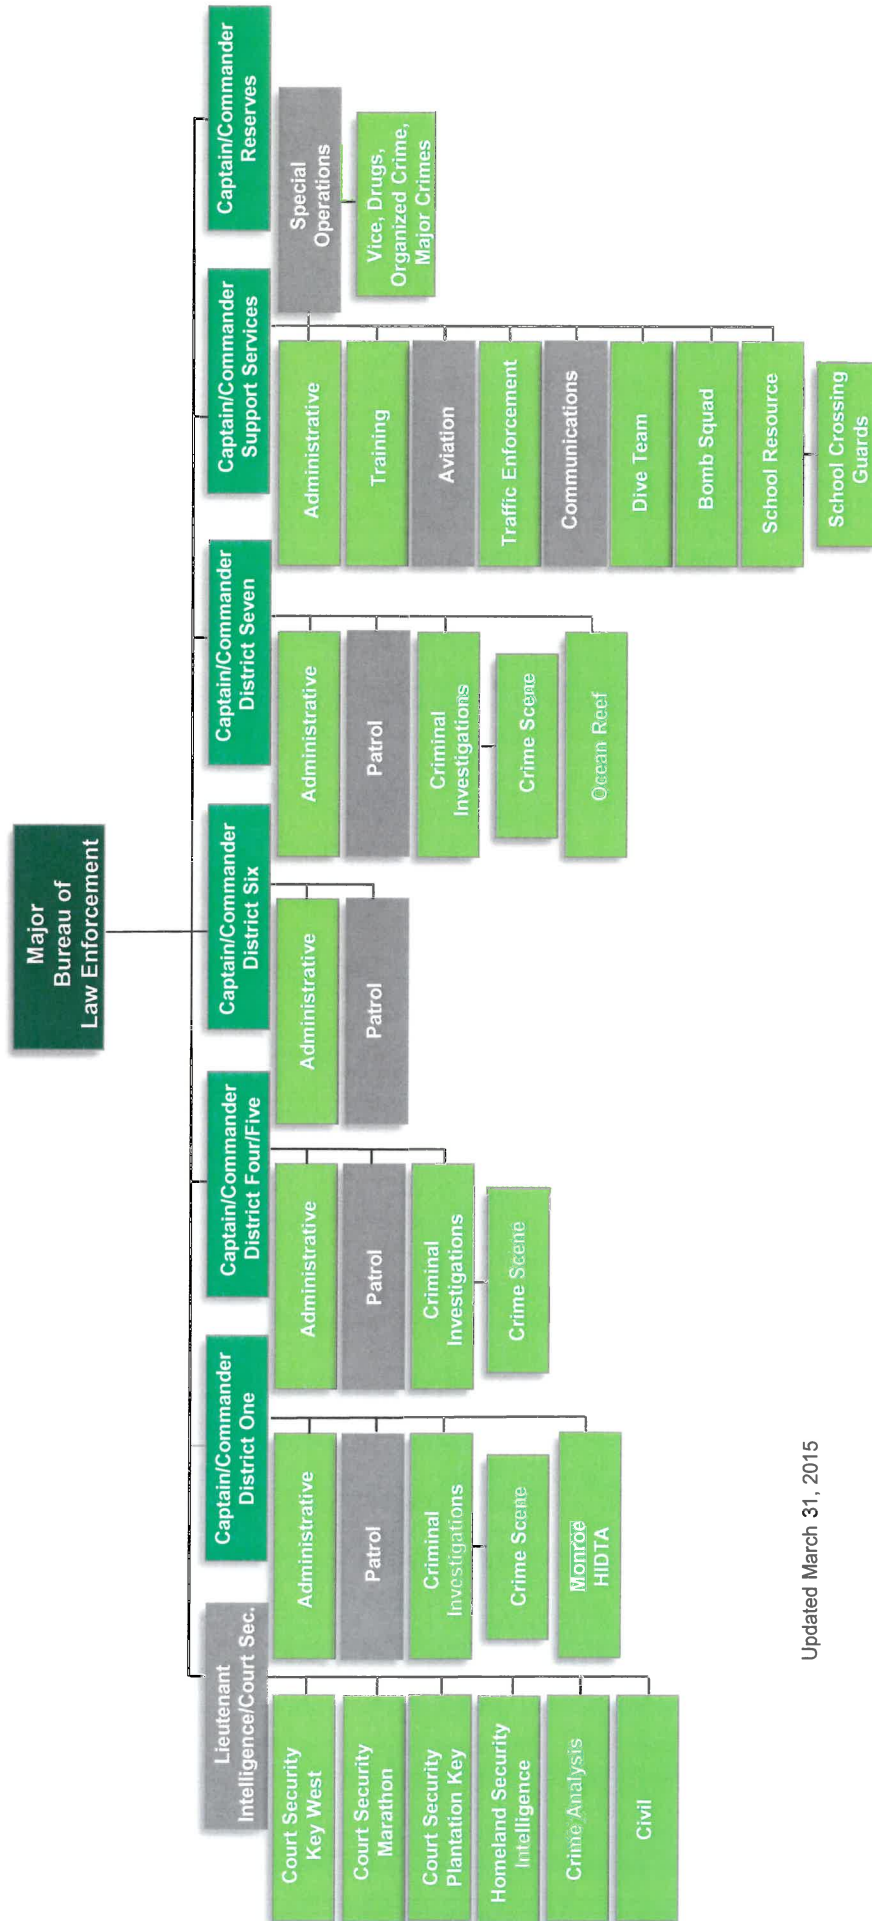 Major
Bureau of
Law Enforcement
Lieutenant
Intelligence/Court Sec.
Court Security
Key West
Court Security
Marathon
Court Security
Plantation Key
Homeland Security
Intelligence
Crime Analysis
Civil
Captain/Commander
District One
Administrative
Patrol
Criminal
Investigations
Crime Scene
Monroe
HIDTA
Captain/Commander
District Four/Five
Administrative
Patrol
Criminal
Investigations
Crime Scene
Captain/Commander
District Six
Administrative
Patrol
Captain/Commander
District Seven
Administrative
Patrol
Criminal
Investigations
Crime Scene
Ocean Reef
Captain/Commander
Support Services
Administrative
Training
Aviation
Traffic Enforcement
Communications
Dive Team
Bomb Squad
School Resource
School Crossing
Guards
Special
Operations
Vice, Drugs,
Organized Crime,
Major Crimes
Captain/Commander
Reserves
Updated March 31, 2015